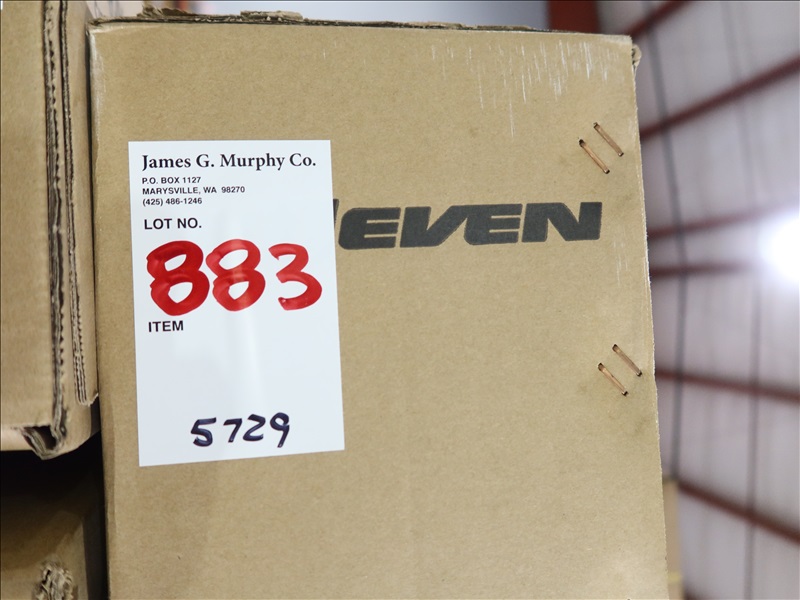 James G. Murphy Co.
P.O. BOX 1127
MARYSVILLE, WA 98270
(425) 486-1246
LOT NO.
883
ITEM
5729
EVEN